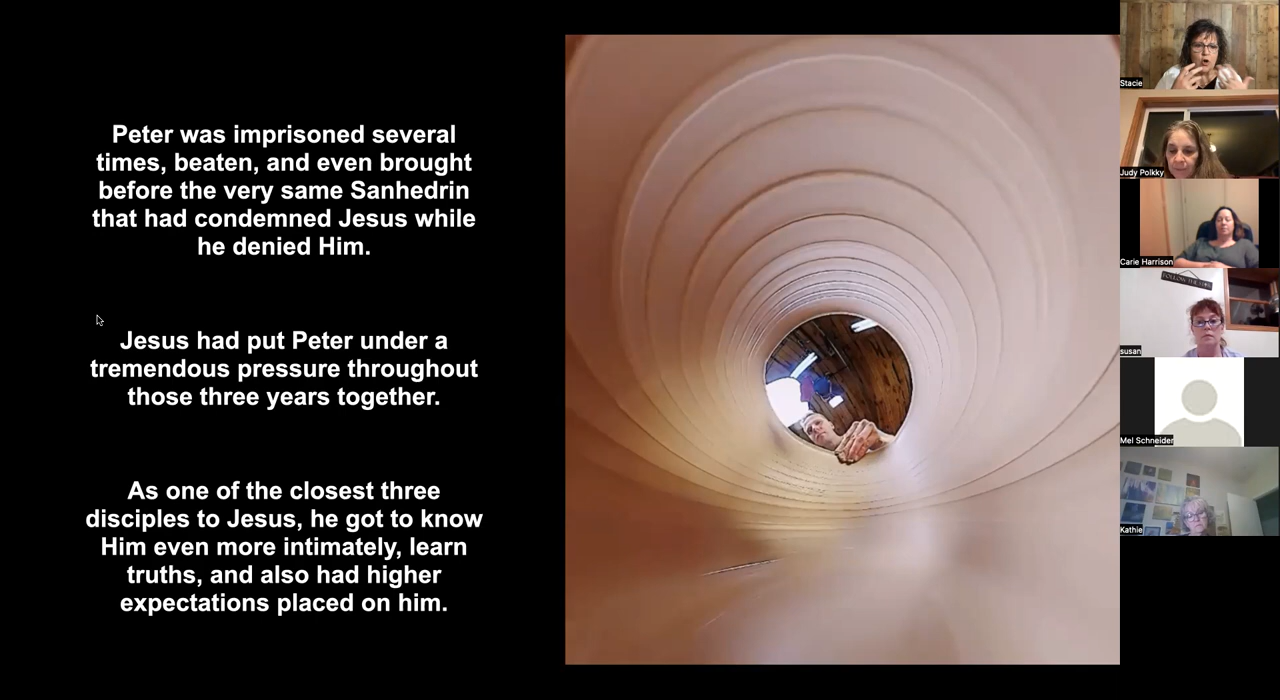 Peter was imprisoned several
times, beaten, and even brought
before the very same Sanhedrin
that had condemned Jesus while
he denied Him.
Jesus had put Peter under a
tremendous pressure throughout
those three years together.
As one of the closest three
disciples to Jesus, he got to know
Him even more intimately, learn
truths, and also had higher
expectations placed on him.
Stacie
Judy Polkky
Carie Harrison
FOLLOW THE
susan
Mel Schneider
Kathie